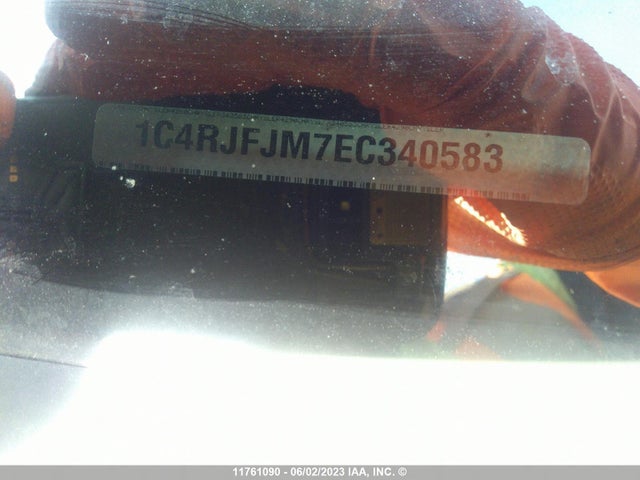 1C4RJFJM7EC340583
11761090 - 06/02/2023 IAA, INC. ©